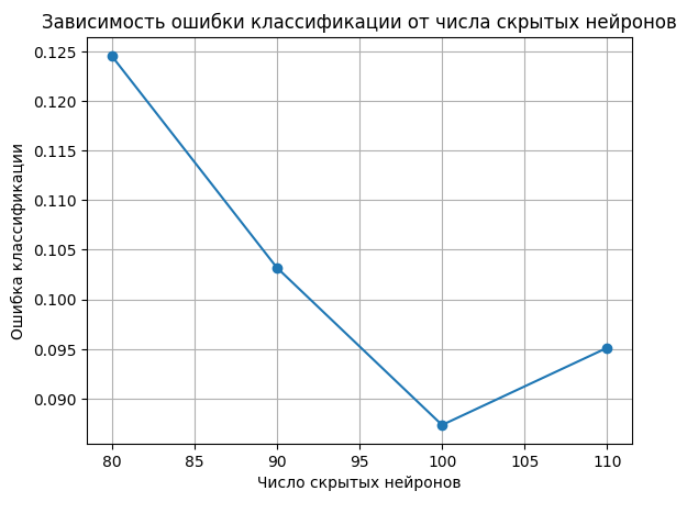 Зависимость ошибки классификации от числа скрытых нейронов
0.125
0.120
0.115
0.110
0.105
0.100
0.095
0.090
Ошибка классификации
80 85 90 95 100 105 110
Число скрытых нейронов